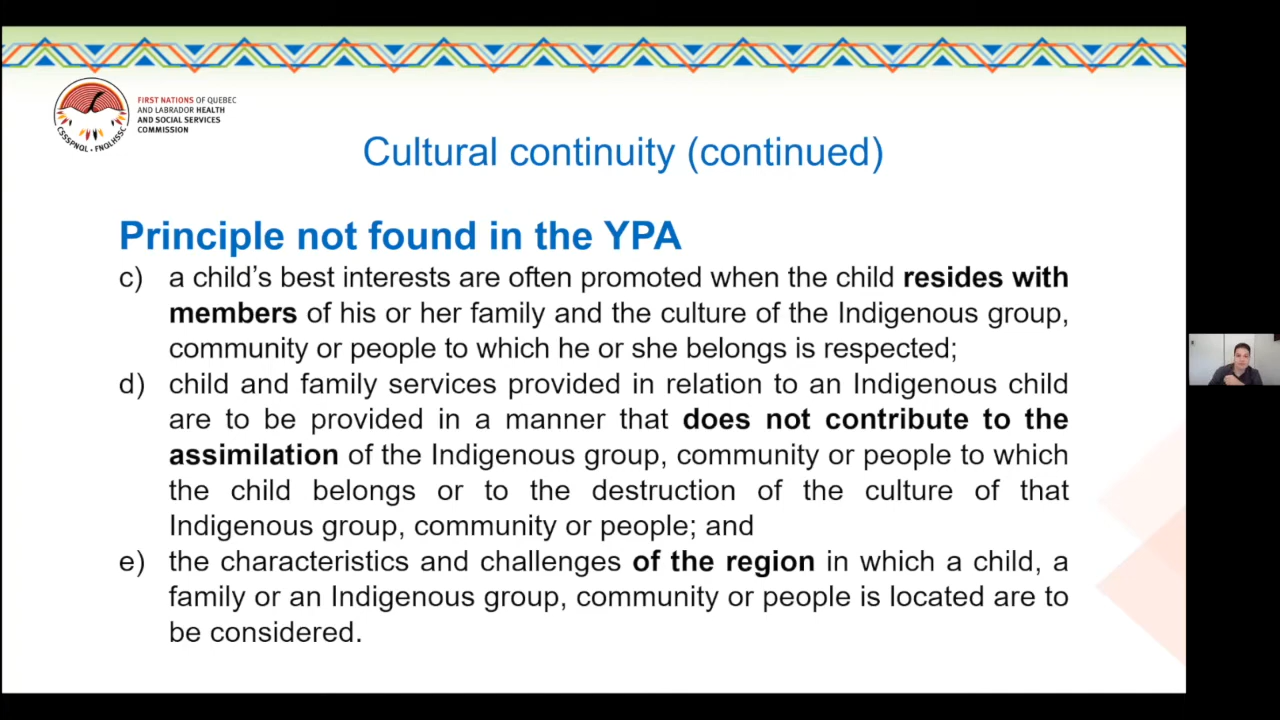 FIRST NATIONS OF QUEBEC
AND LABRADOR HEALTH
AND SOCIAL SERVICES
COMMISSION
CSSSPNQL • FNQLHSSC
Cultural continuity (continued)
Principle not found in the YPA
c) a child’s best interests are often promoted when the child resides with
members of his or her family and the culture of the Indigenous group,
community or people to which he or she belongs is respected;
d) child and family services provided in relation to an Indigenous child
are to be provided in a manner that does not contribute to the
assimilation of the Indigenous group, community or people to which
the child belongs or to the destruction of the culture of that
Indigenous group, community or people; and
e) the characteristics and challenges of the region in which a child, a
family or an Indigenous group, community or people is located are to
be considered.